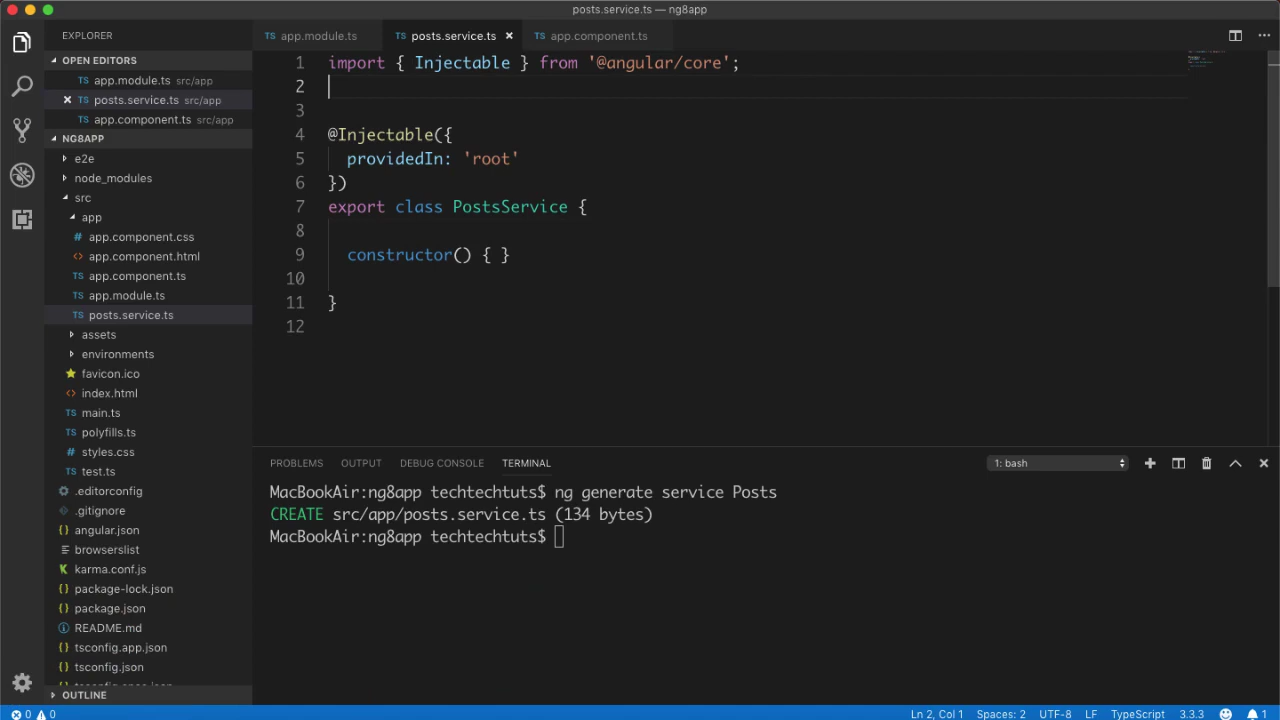 posts.service.ts — ng8app
EXPLORER
OPEN EDITORS
app.module.ts src/app
posts.service.ts src/app
app.component.ts src/app
NG8APP
e2e
node_modules
src
app
app.component.css
app.component.html
app.component.ts
app.module.ts
posts.service.ts
assets
environments
favicon.ico
index.html
main.ts
polyfills.ts
styles.css
test.ts
.editorconfig
.gitignore
angular.json
browserslist
karma.conf.js
package-lock.json
package.json
README.md
tsconfig.app.json
tsconfig.json
OUTLINE
app.module.ts posts.service.ts app.component.ts
1 import { Injectable } from '@angular/core';
2
3
4 @Injectable({
5 providedIn: 'root'
6 })
7 export class PostsService {
8
9 constructor() { }
10
11 }
12
PROBLEMS OUTPUT DEBUG CONSOLE TERMINAL 1: bash
MacBookAir:ng8app techtechtuts$ ng generate service Posts
CREATE src/app/posts.service.ts (134 bytes)
MacBookAir:ng8app techtechtuts$
0 0 Ln 2, Col 1 Spaces: 2 UTF-8 LF TypeScript 3.3.3 1